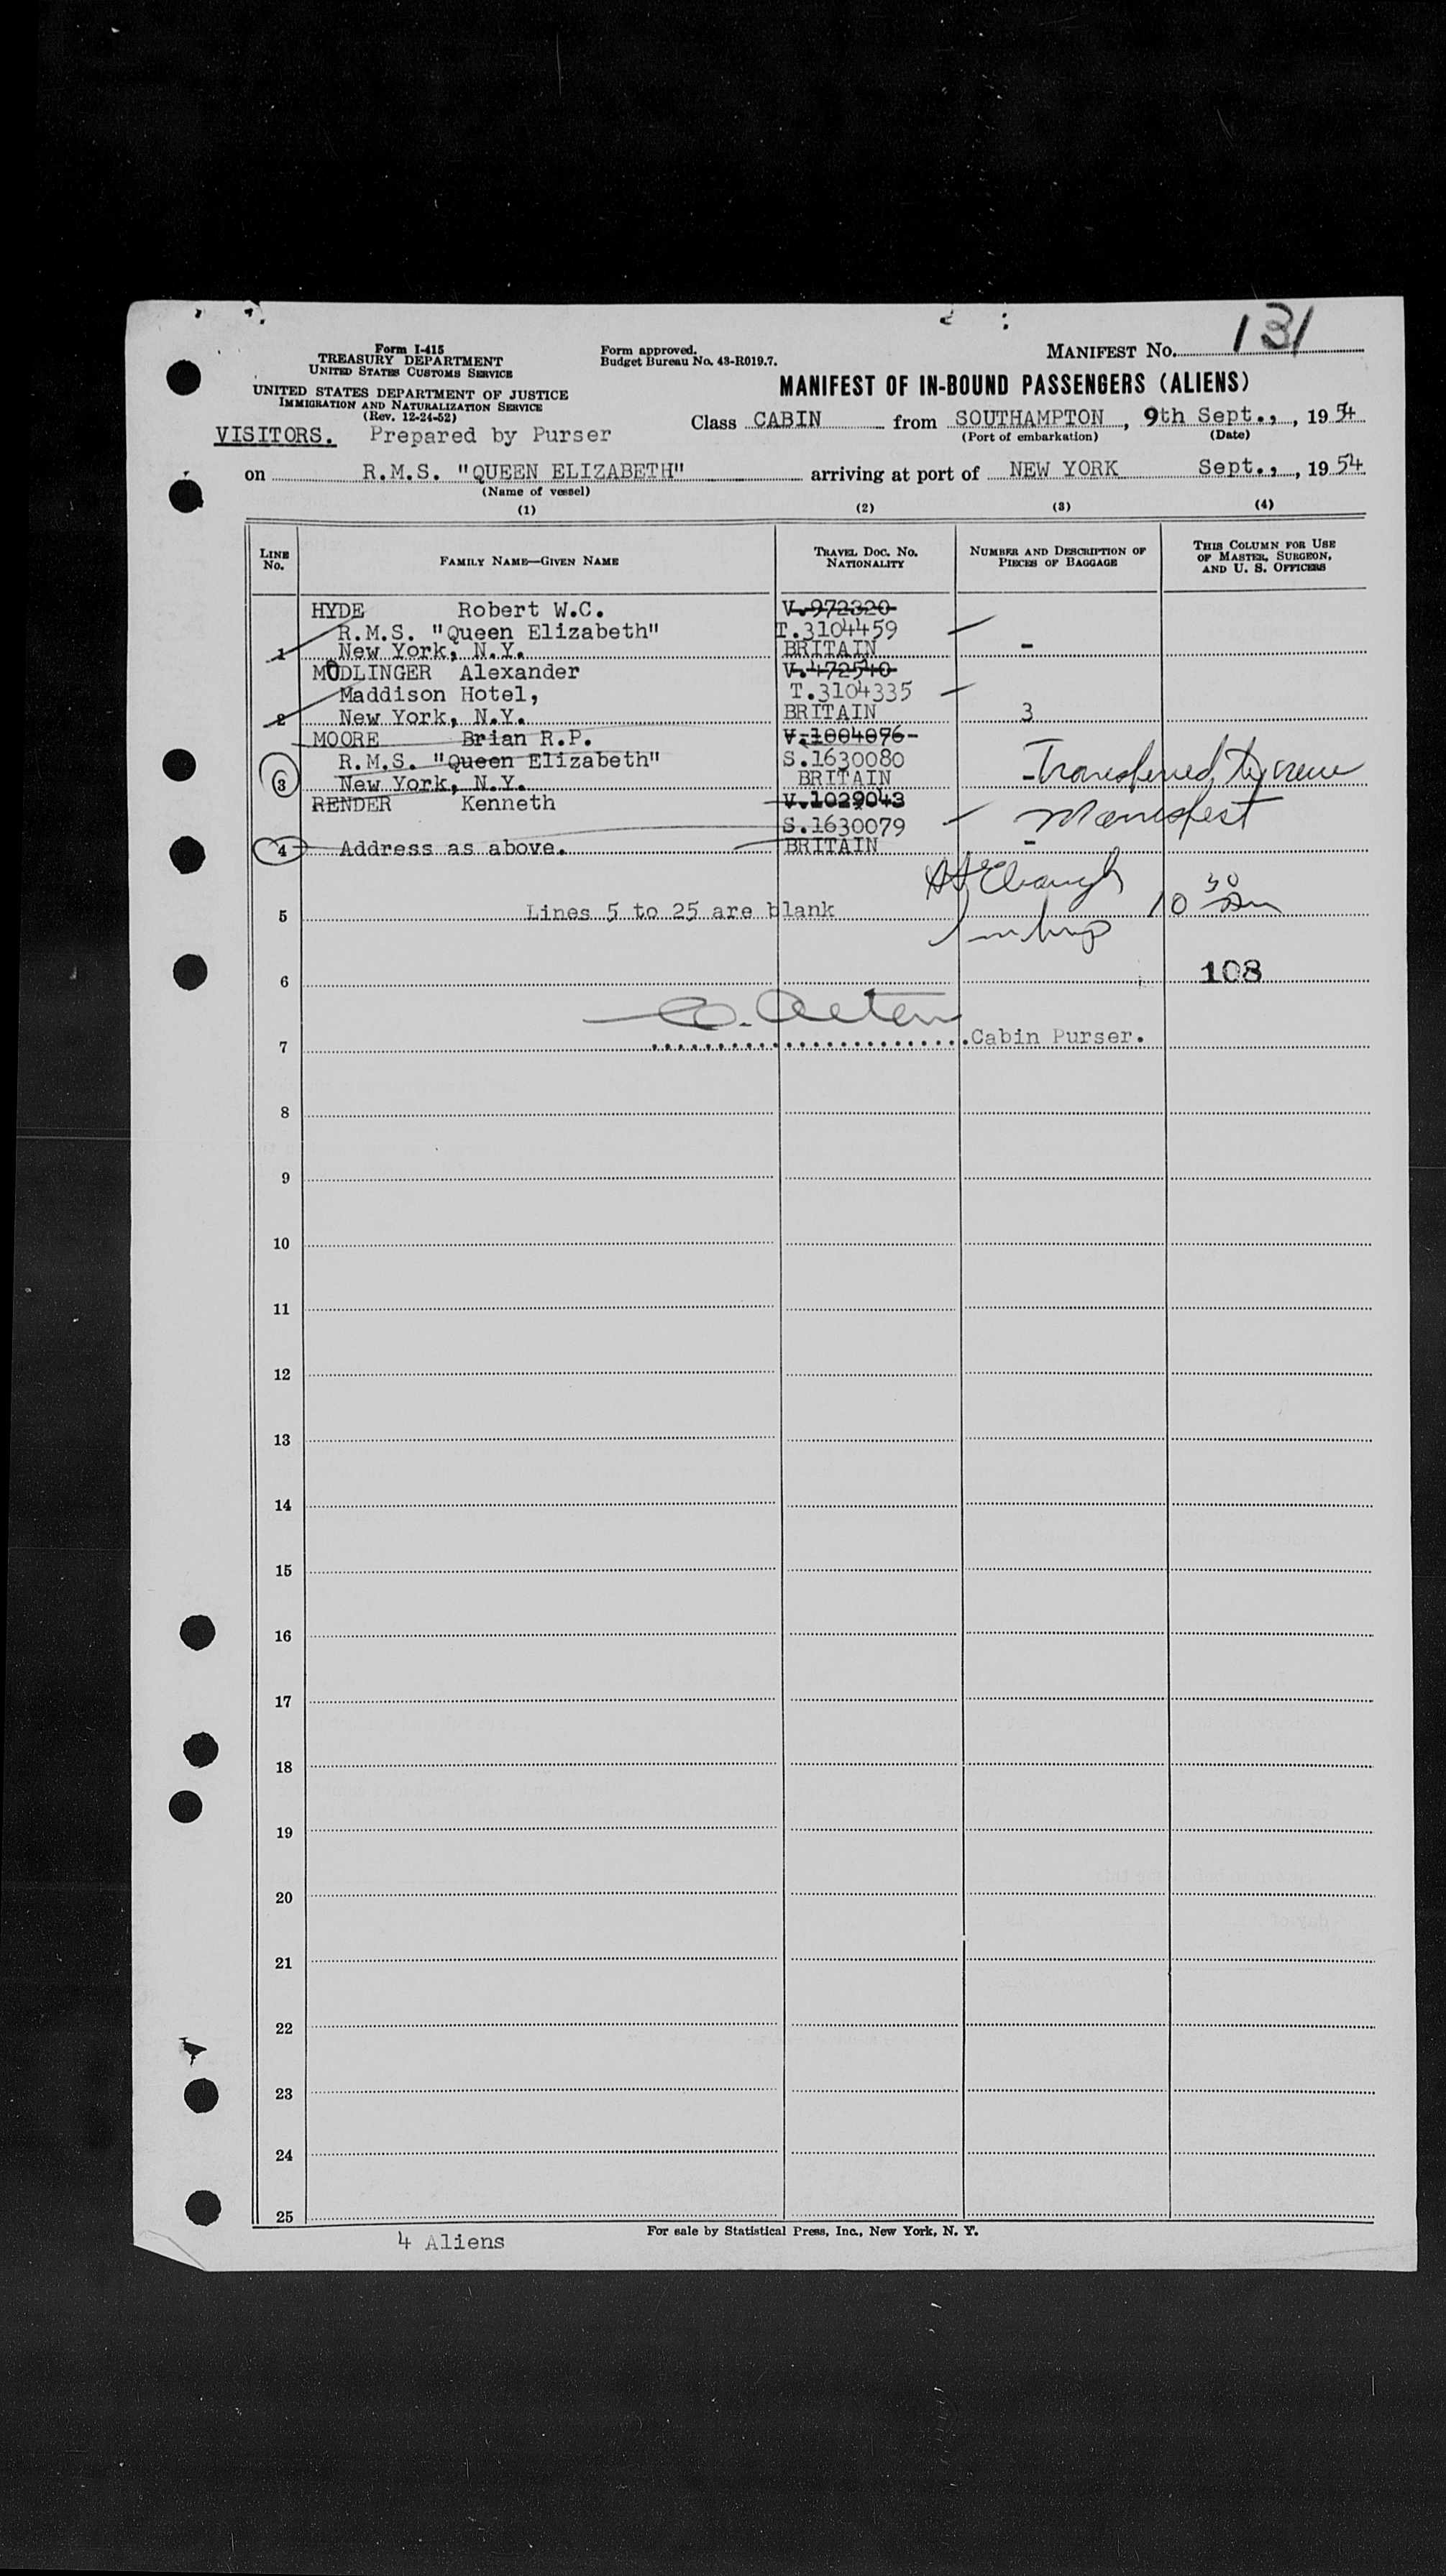 131
Form I-415
TREASURY DEPARTMENT
UNITED STATES CUSTOMS SERVICE
UNITED STATES DEPARTMENT OF JUSTICE
IMMIGRATION AND NATURALIZATION SERVICE
(Rev. 12-24-52)
Form approved.
Budget Bureau No. 43-R019.7.
MANIFEST No.
MANIFEST OF IN-BOUND PASSENGERS (ALIENS)
VISITORS. Prepared by Purser
Class CABIN from SOUTHAMPTON, 9th Sept., , 1954
(Port of embarkation) (Date)
on R.M.S. "QUEEN ELIZABETH" arriving at port of NEW YORK Sept., , 1954
(Name of vessel)
(1) (2) (3) (4)
LINE No.
FAMILY NAME—GIVEN NAME
TRAVEL DOC. No. NATIONALITY
NUMBER AND DESCRIPTION OF PIECES OF BAGGAGE
THIS COLUMN FOR USE OF MASTER, SURGEON, AND U. S. OFFICERS
HYDE Robert W.C. V.972320
R.M.S. "Queen Elizabeth" T.3104459
1 New York, N.Y. BRITAIN -
MODLINGER Alexander V.472540
Maddison Hotel, T.3104335
2 New York, N.Y. BRITAIN 3
MOORE Brian R.P. V.1004076
R.M.S. "Queen Elizabeth" S.1630080
3 New York, N.Y. BRITAIN - Transferred to crew
RENDER Kenneth V.1029043
S.1630079 Manifest
4 Address as above. BRITAIN -
5 Lines 5 to 25 are blank 10 30
6 108
7 Cabin Purser.
8
9
10
11
12
13
14
15
16
17
18
19
20
21
22
23
24
25
4 Aliens
For sale by Statistical Press, Inc., New York, N. Y.